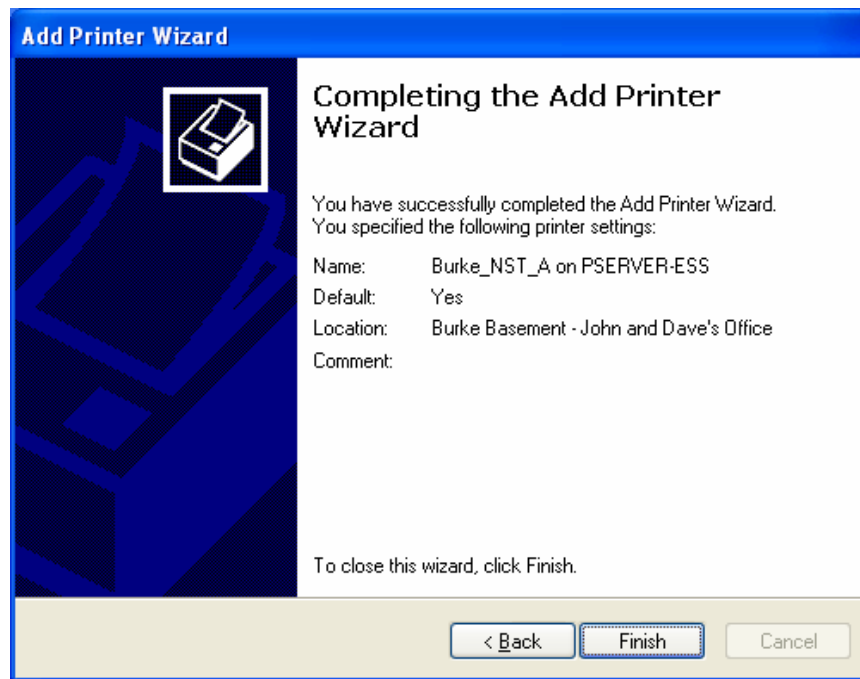 Add Printer Wizard
Completing the Add Printer
Wizard
You have successfully completed the Add Printer Wizard.
You specified the following printer settings:
Name: Burke_NST_A on PSERVER-ESS
Default: Yes
Location: Burke Basement - John and Dave's Office
Comment:
To close this wizard, click Finish.
< Back Finish Cancel